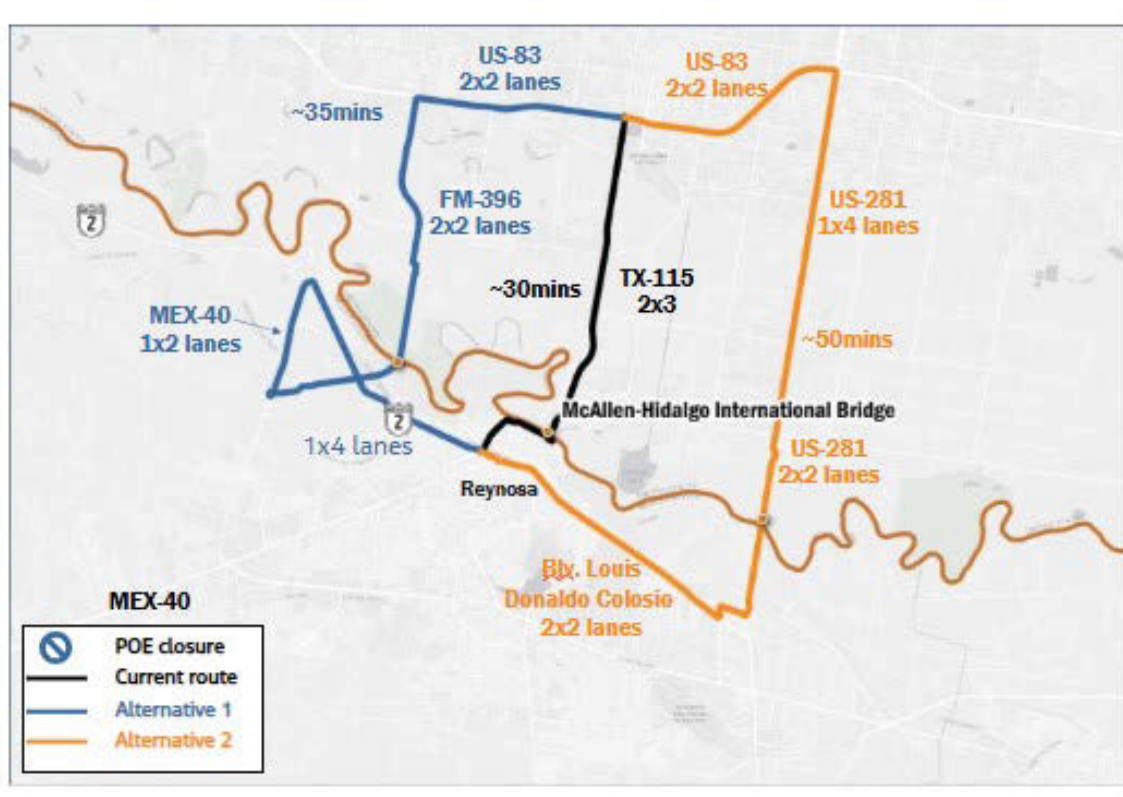 US-83
2x2 lanes
US-83
2x2 lanes
~35mins
FM-396
2x2 lanes
US-281
1x4 lanes
2
~30mins
TX-115
2x3
MEX-40
1x2 lanes
~50mins
McAllen-Hidalgo International Bridge
2
1x4 lanes
US-281
2x2 lanes
Reynosa
Blv. Louis
Donaldo Colosio
2x2 lanes
MEX-40
POE closure
Current route
Alternative 1
Alternative 2